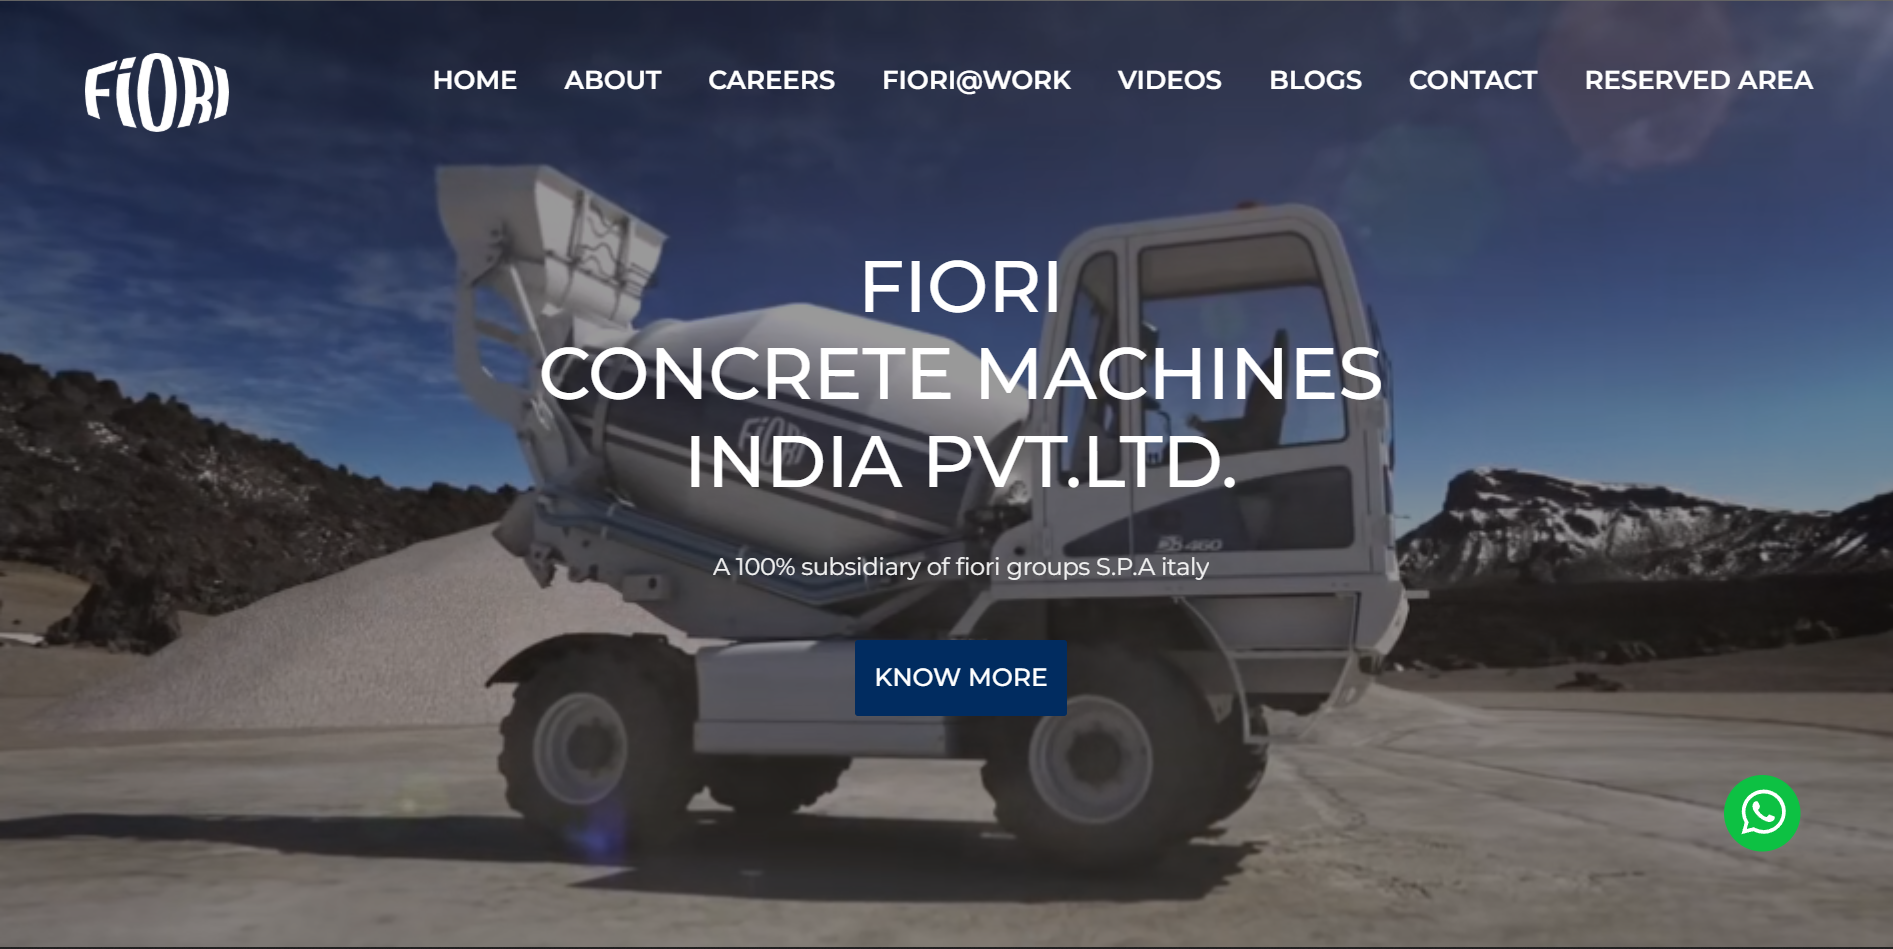 FiORI
HOME ABOUT CAREERS FIORI@WORK VIDEOS BLOGS CONTACT RESERVED AREA
FIORI
CONCRETE MACHINES
INDIA PVT.LTD.
FiORI
A 100% subsidiary of fiori groups S.P.A italy
KNOW MORE